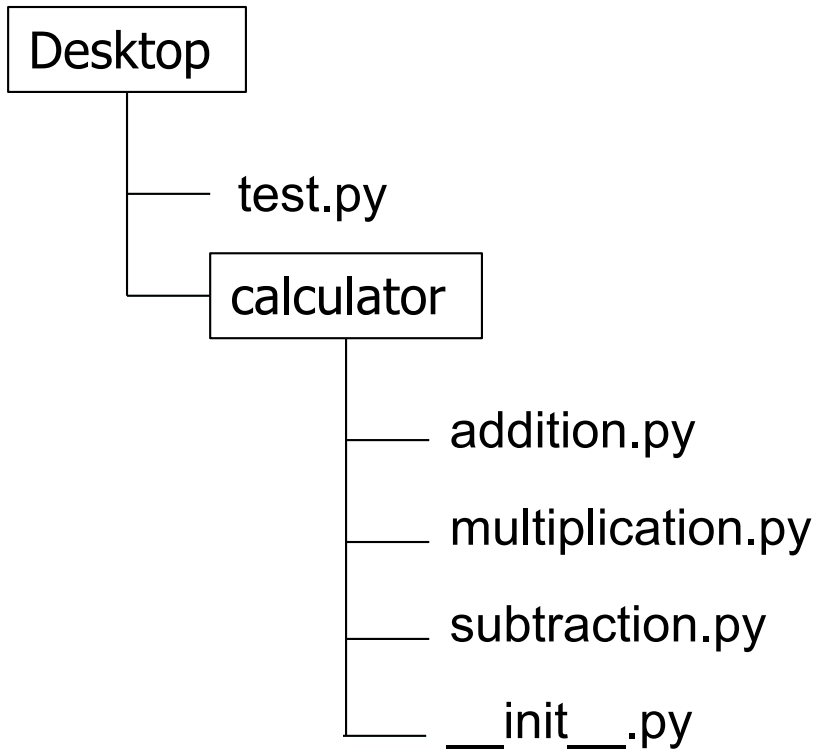 Desktop
test.py
calculator
addition.py
multiplication.py
subtraction.py
__init__.py